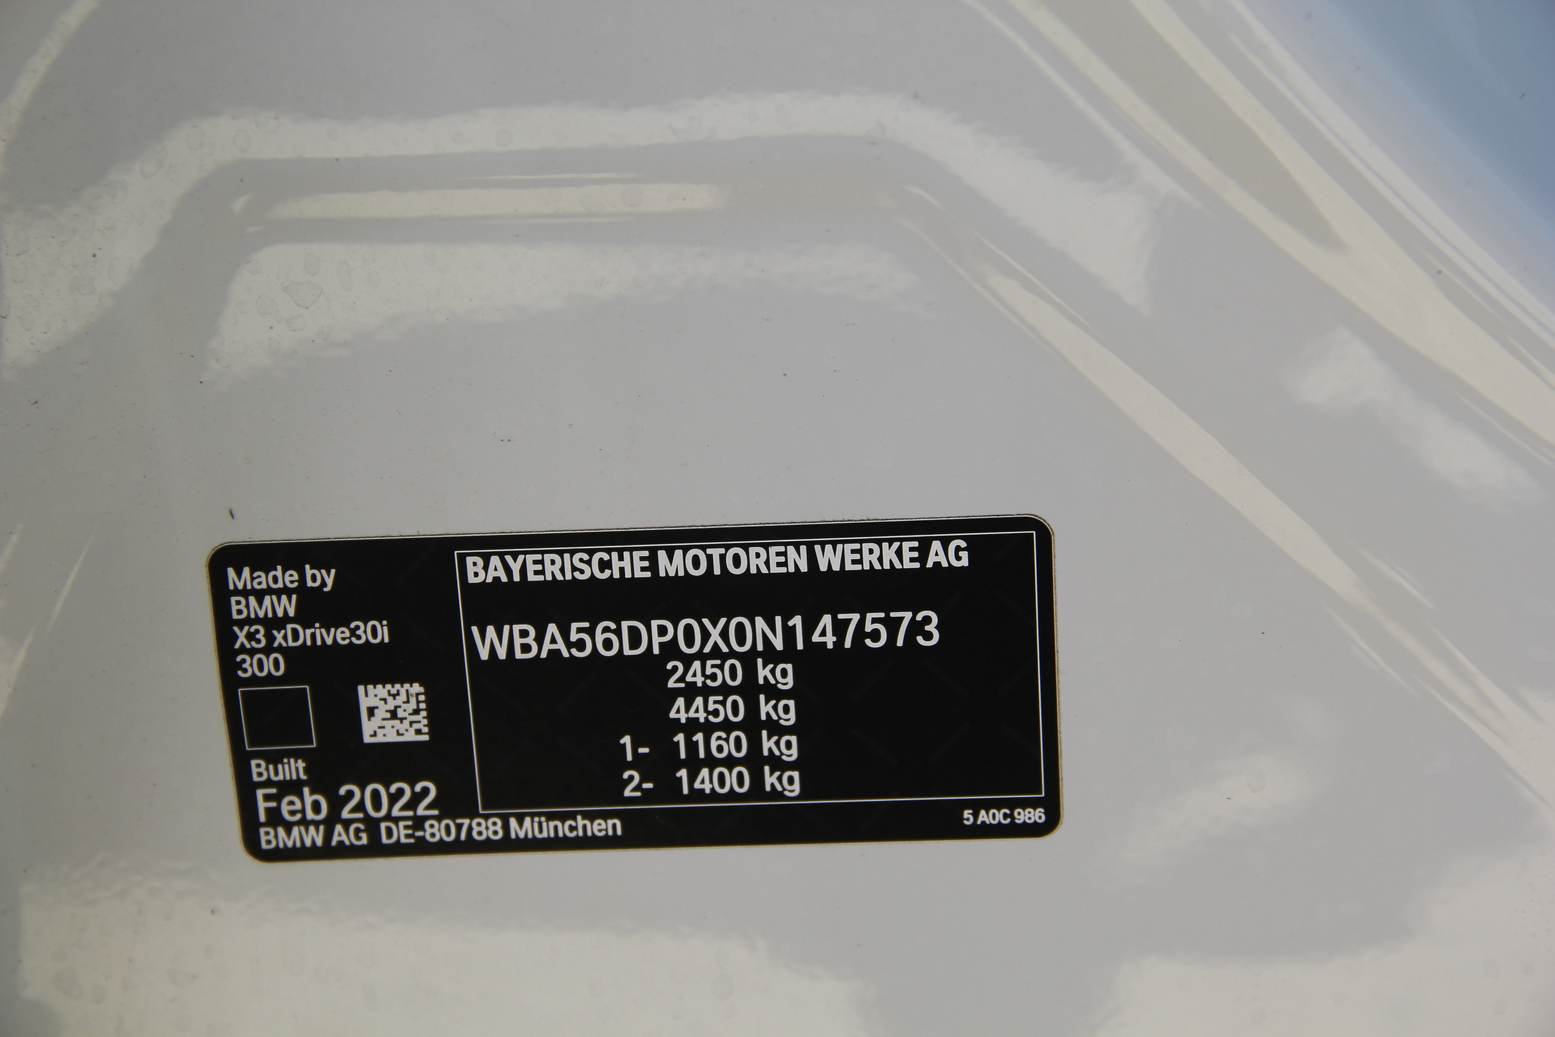 Made by
BMW
X3 xDrive30i
300
Built
Feb 2022
BMW AG DE-80788 München
BAYERISCHE MOTOREN WERKE AG
WBA56DP0X0N147573
2450 kg
4450 kg
1- 1160 kg
2- 1400 kg
5 A0C 986